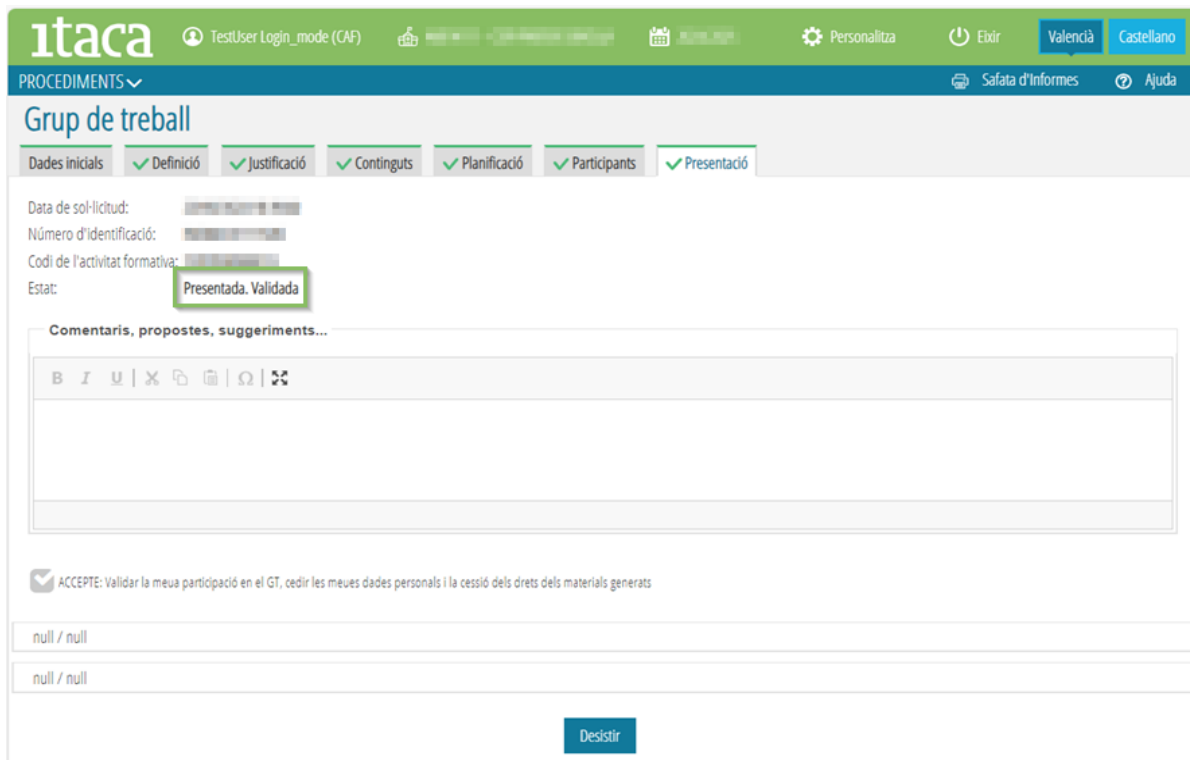 itaca TestUser Login_mode (CAF) Personalitza Eixir Valencià Castellano
PROCEDIMENTS Safata d'Informes Ajuda
Grup de treball
Dades inicials Definició Justificació Continguts Planificació Participants Presentació
Data de sol·licitud:
Número d'identificació:
Codi de l'activitat formativa:
Estat: Presentada. Validada
Comentaris, propostes, suggeriments...
B I U Ω
ACCEPTE: Validar la meua participació en el GT, cedir les meues dades personals i la cessió dels drets dels materials generats
null / null
null / null
Desistir